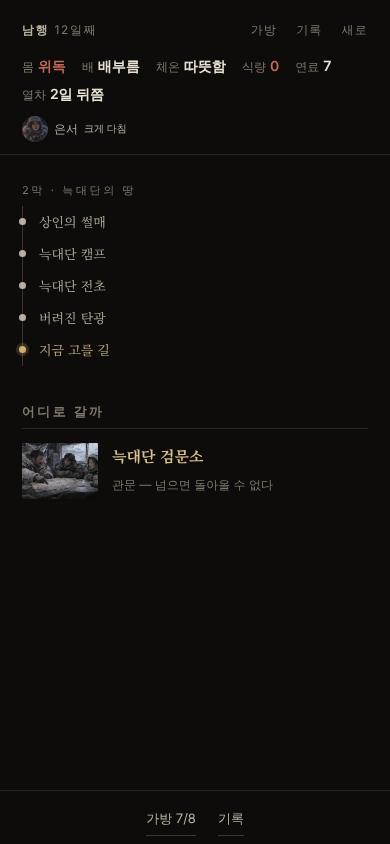 남행 12일째 가방 기록 새로
몸 위독 배 배부름 체온 따뜻함 식량 0 연료 7
열차 2일 뒤쯤
은서 크게 다침
2막 · 늑대단의 땅
상인의 썰매
늑대단 캠프
늑대단 전초
버려진 탄광
지금 고를 길
어디로 갈까
늑대단 검문소
관문 — 넘으면 돌아올 수 없다
가방 7/8 기록